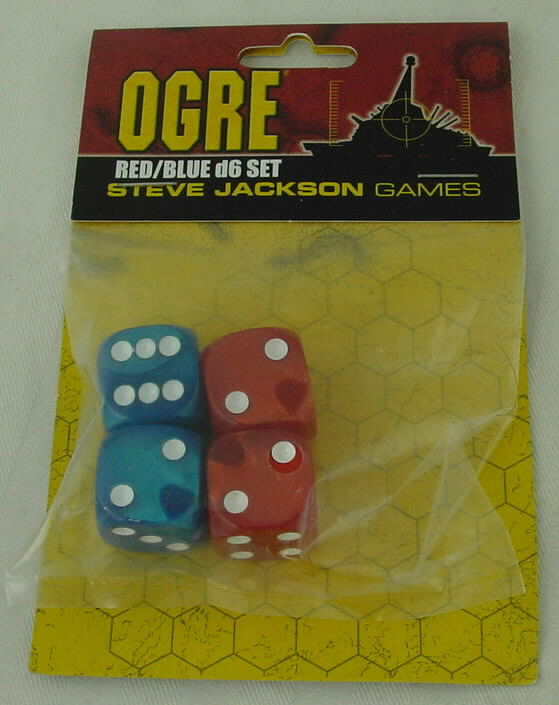 OGRE
RED/BLUE d6 SET
STEVE JACKSON GAMES